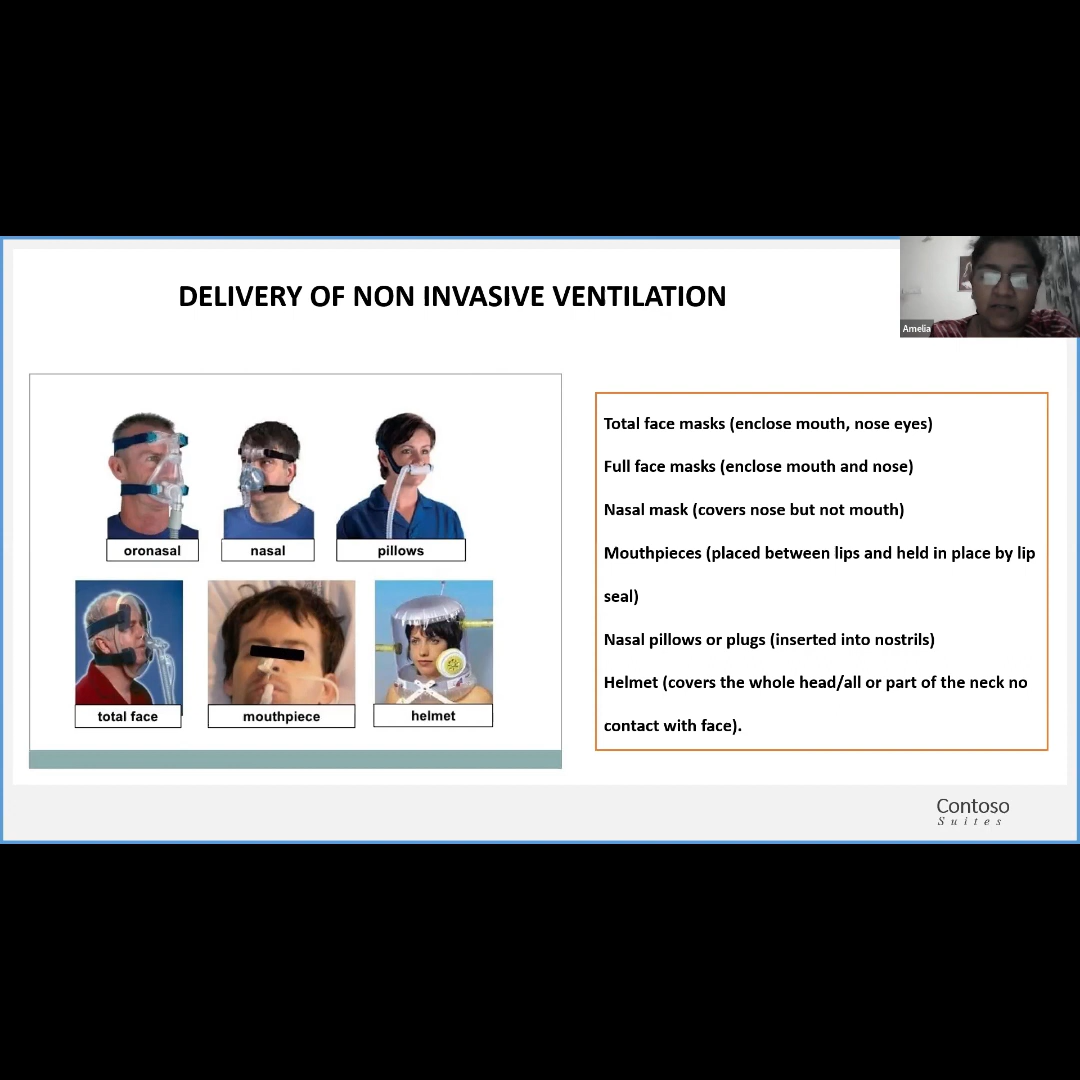 DELIVERY OF NON INVASIVE VENTILATION
Amelia
oronasal
nasal
pillows
total face
mouthpiece
helmet
Total face masks (enclose mouth, nose eyes)
Full face masks (enclose mouth and nose)
Nasal mask (covers nose but not mouth)
Mouthpieces (placed between lips and held in place by lip
seal)
Nasal pillows or plugs (inserted into nostrils)
Helmet (covers the whole head/all or part of the neck no
contact with face).
Contoso
Suites